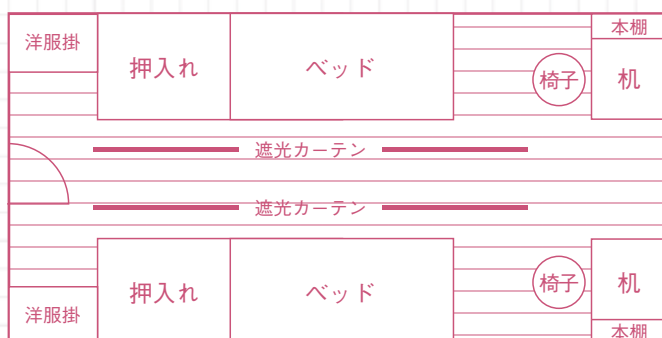 洋服掛
押入れ
ベッド
椅子
本棚
机
遮光カーテン
遮光カーテン
押入れ
ベッド
椅子
机
洋服掛
本棚